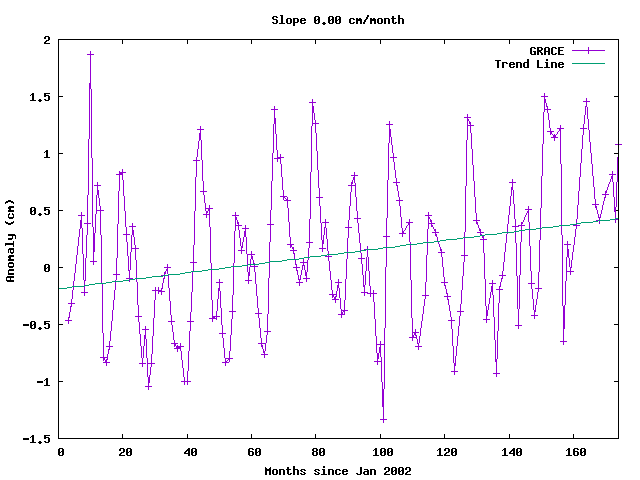 Slope 0.00 cm/month
GRACE
Trend Line
2
1.5
1
0.5
0
-0.5
-1
-1.5
Anomaly (cm)
0 20 40 60 80 100 120 140 160
Months since Jan 2002